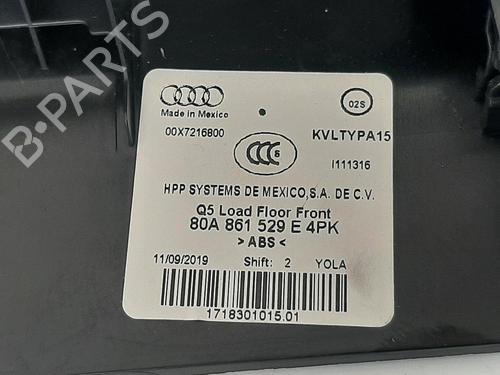 Made in Mexico
02S
00X7216800
KVLTYPA15
CCC S
I111316
HPP SYSTEMS DE MEXICO,S.A. DE C.V.
Q5 Load Floor Front
80A 861 529 E 4PK
>ABS<
11/09/2019 Shift: 2 YOLA
1718301015.01
B-PARTS